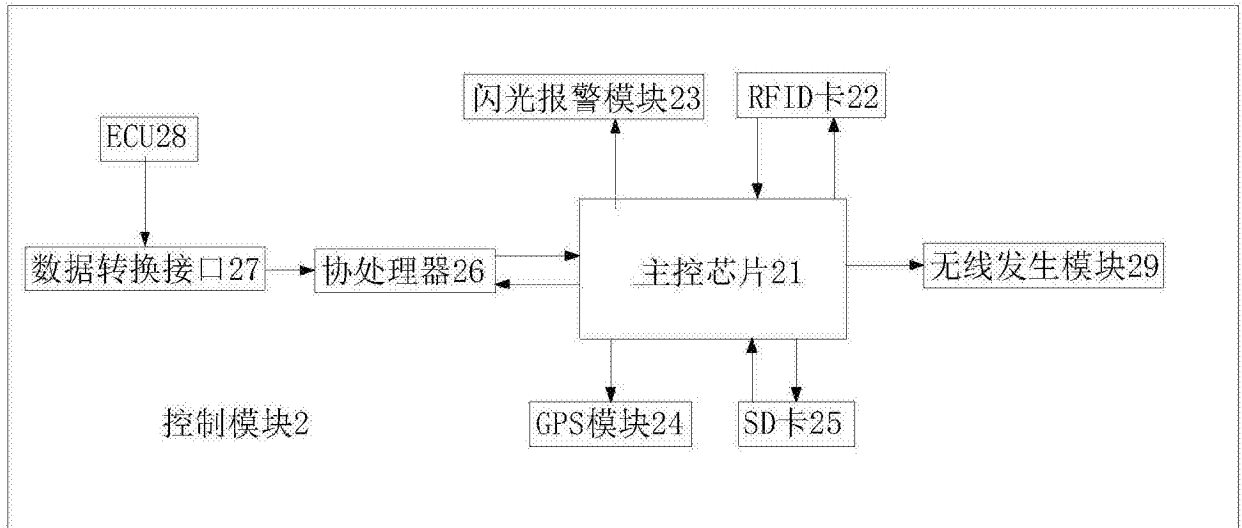 闪光报警模块23
RFID卡22
ECU28
数据转换接口27
协处理器26
主控芯片21
无线发生模块29
GPS模块24
SD卡25
控制模块2